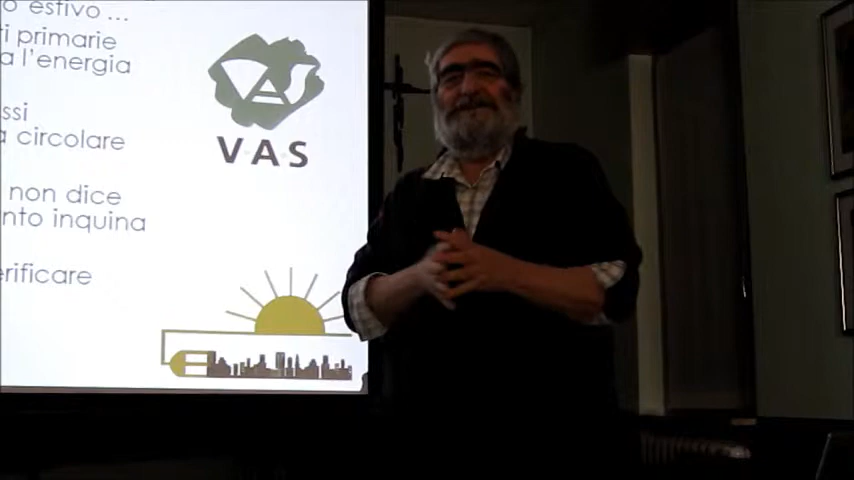 o estivo ...
ti primarie
a l'energia
ssi
a circolare
non dice
nto inquina
erificare
VAS
V·A·S